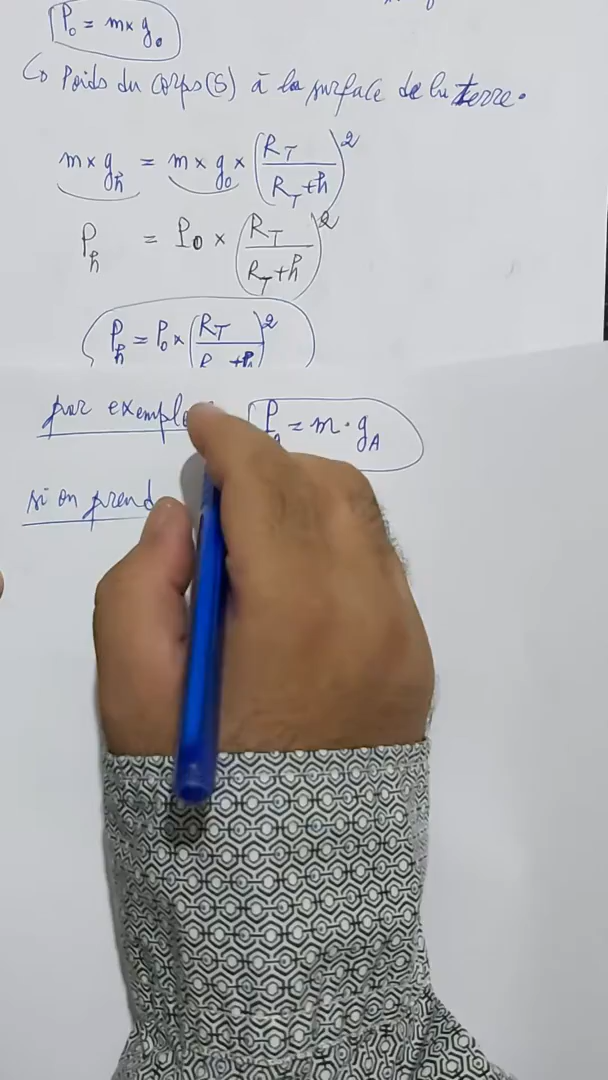 P₀ = m × g₀
↳ Poids du corps (S) à la surface de la terre.
m × gₕ = m × g₀ × (R_T / (R_T + h))²
Pₕ = P₀ × (R_T / (R_T + h))²
Pₕ = P₀ × (R_T / (R_T + h))²
par exemple P = m · g_A
si on prend